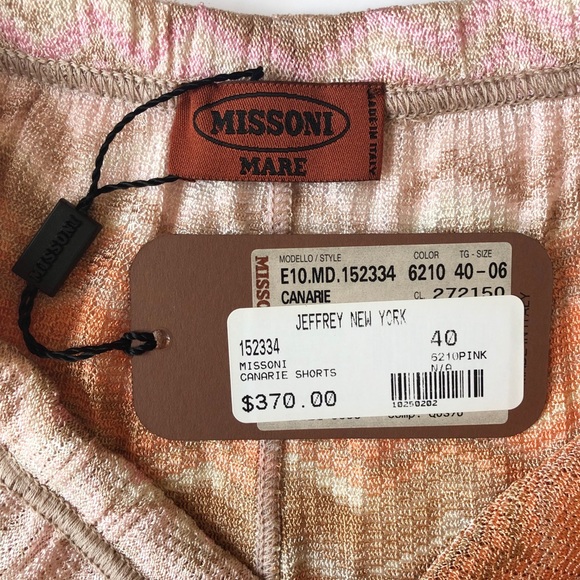 MISSONI
MARE
MADE IN ITALY
MISSONI
MODELLO / STYLE COLOR TG - SIZE
E10.MD.152334 6210 40-06
CANARIE CL. 272150
JEFFREY NEW YORK
152334 40
MISSONI 6210PINK
CANARIE SHORTS N/A
$370.00 10250202